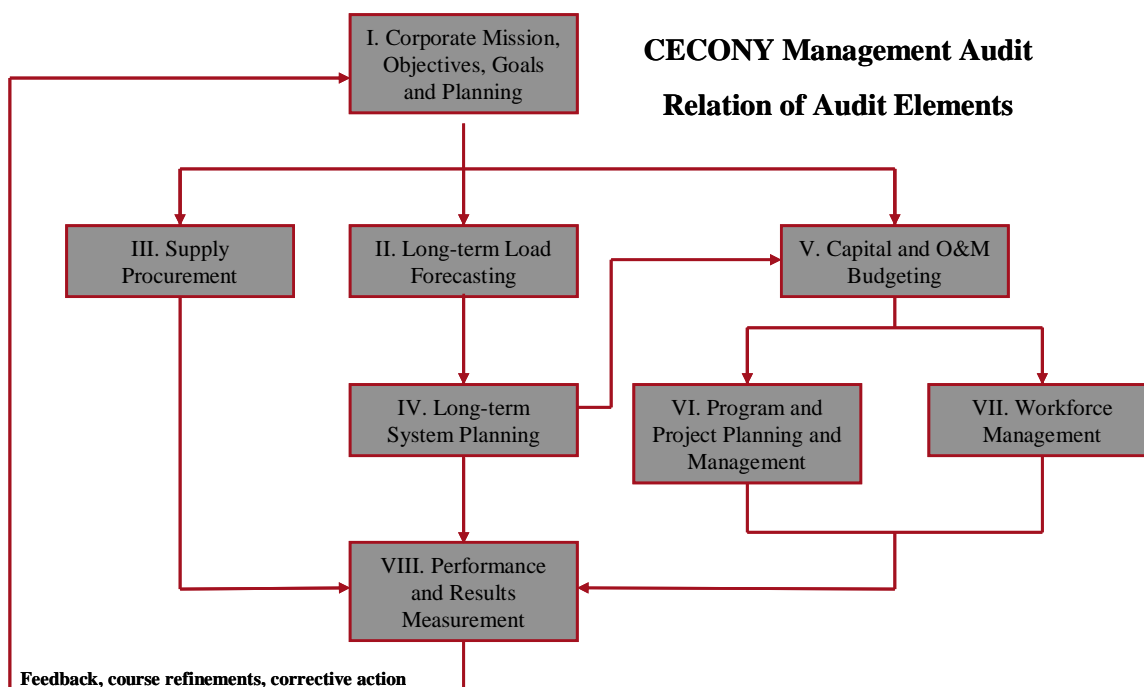 I. Corporate Mission,
Objectives, Goals
and Planning
CECONY Management Audit
Relation of Audit Elements
III. Supply
Procurement
II. Long-term Load
Forecasting
V. Capital and O&M
Budgeting
IV. Long-term
System Planning
VI. Program and
Project Planning and
Management
VII. Workforce
Management
VIII. Performance
and Results
Measurement
Feedback, course refinements, corrective action